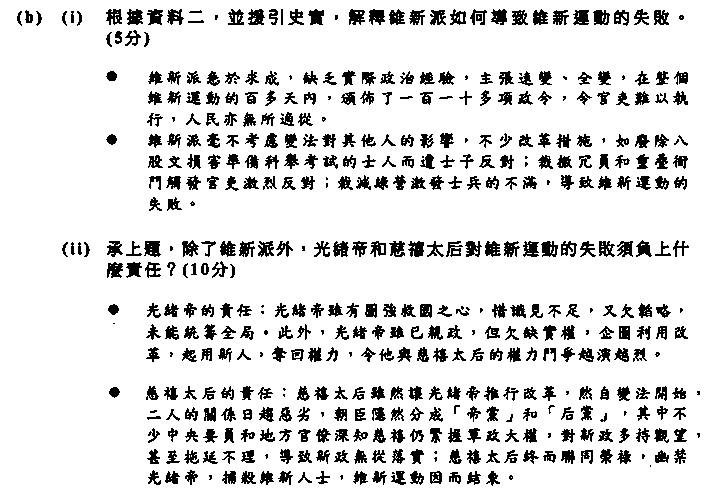 (b) (i) 根據資料二，並援引史實，解釋維新派如何導致維新運動的失敗。
(5分)
● 維新派急於求成，缺乏實際政治經驗，主張速變、全變，在整個
維新運動的百多天內，頒佈了一百一十多項政令，令官吏難以執
行，人民亦無所適從。
● 維新派毫不考慮變法對其他人的影響，不少改革措施，如廢除八
股文損害準備科舉考試的士人而遭士子反對；裁撤冗員和重疊衙
門觸發官吏激烈反對；裁減綠營激發士兵的不滿，導致維新運動的
失敗。
(ii) 承上題，除了維新派外，光緒帝和慈禧太后對維新運動的失敗須負上什
麼責任？(10分)
● 光緒帝的責任：光緒帝雖有圖強救國之心，惜識見不足，又欠韜略，
未能統籌全局。此外，光緒帝雖已親政，但欠缺實權，企圖利用改
革，起用新人，奪回權力，令他與慈禧太后的權力鬥爭越演越烈。
● 慈禧太后的責任：慈禧太后雖然讓光緒帝推行改革，然自變法開始，
二人的關係日趨惡劣，朝臣隱然分成「帝黨」和「后黨」，其中不
少中央要員和地方官僚深知慈禧仍緊握軍政大權，對新政多持觀望，
甚至拖延不理，導致新政無從落實；慈禧太后終而聯同榮祿，幽禁
光緒帝，捕殺維新人士，維新運動因而結束。